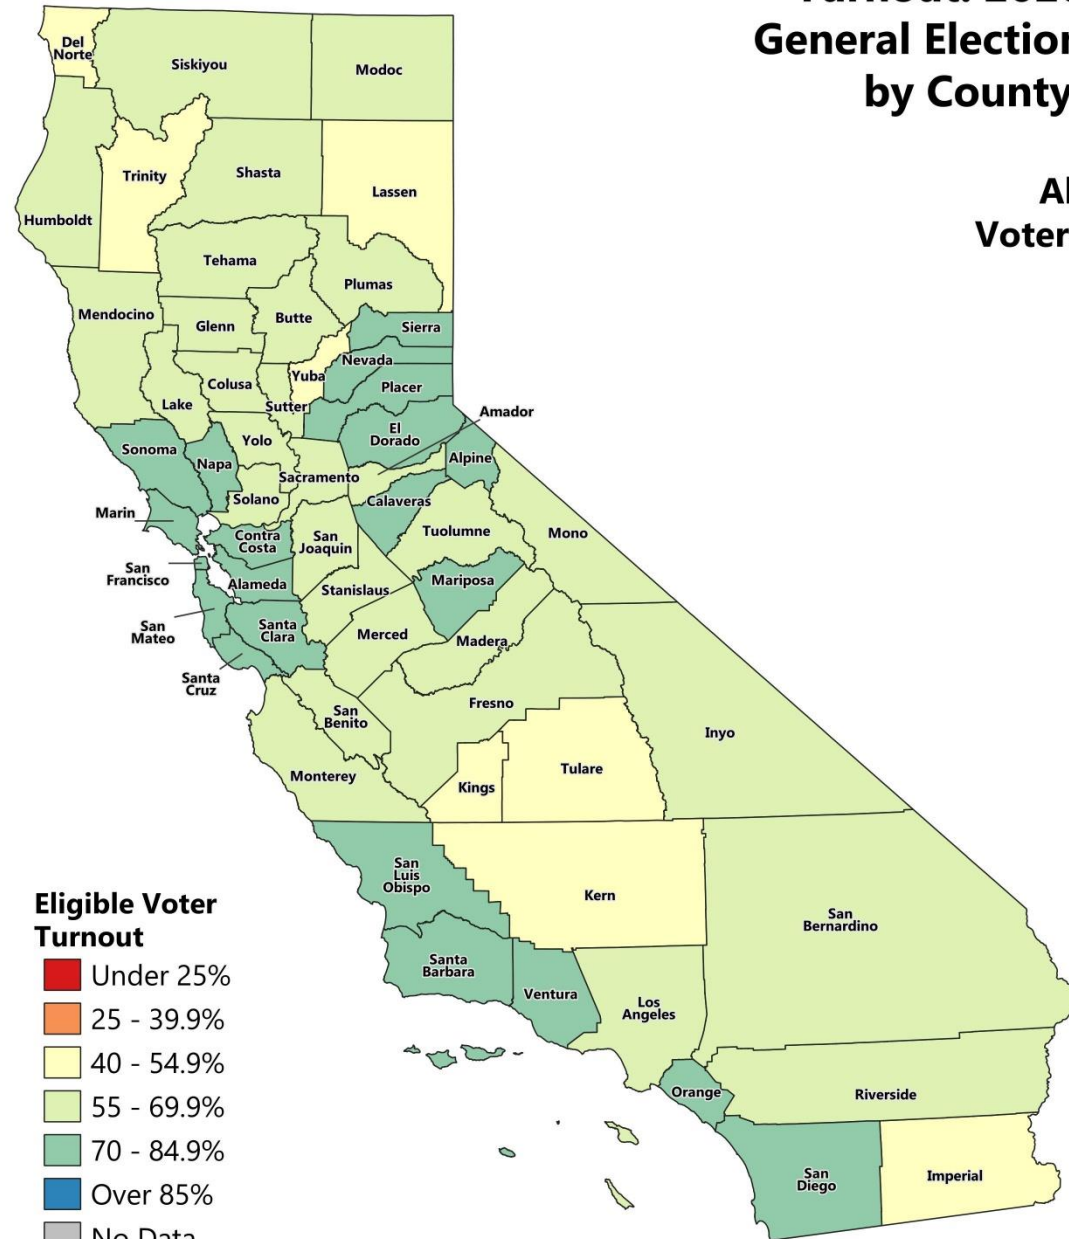 General Election
by County
Voter
Del
Norte
Siskiyou
Modoc
Trinity
Shasta
Lassen
Humboldt
Tehama
Plumas
Mendocino
Glenn
Butte
Sierra
Nevada
Yuba
Colusa
Placer
Lake
Sutter
Amador
El
Dorado
Sonoma
Napa
Yolo
Alpine
Sacramento
Solano
Calaveras
Marin
Contra
Costa
San
Joaquin
Tuolumne
Mono
San
Francisco
Alameda
Stanislaus
Mariposa
San
Mateo
Santa
Clara
Merced
Madera
Santa
Cruz
San
Benito
Fresno
Inyo
Monterey
Kings
Tulare
San
Luis
Obispo
Kern
San
Bernardino
Santa
Barbara
Ventura
Los
Angeles
Orange
Riverside
San
Diego
Imperial
Eligible Voter
Turnout
Under 25%
25 - 39.9%
40 - 54.9%
55 - 69.9%
70 - 84.9%
Over 85%
No Data